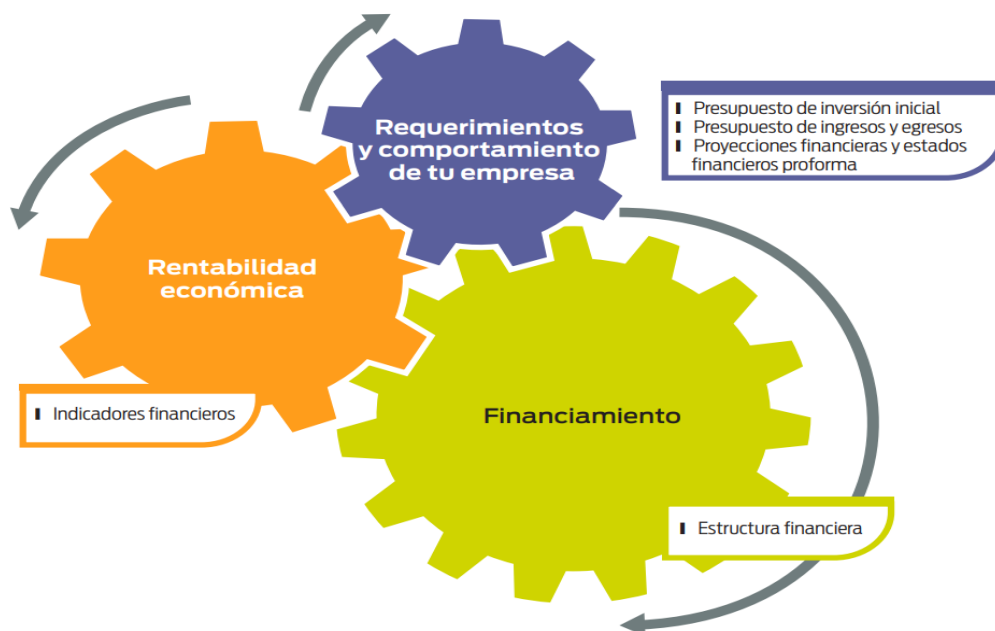 Requerimientos
y comportamiento
de tu empresa
Presupuesto de inversión inicial
Presupuesto de ingresos y egresos
Proyecciones financieras y estados
financieros proforma
Rentabilidad
económica
Indicadores financieros
Financiamiento
Estructura financiera